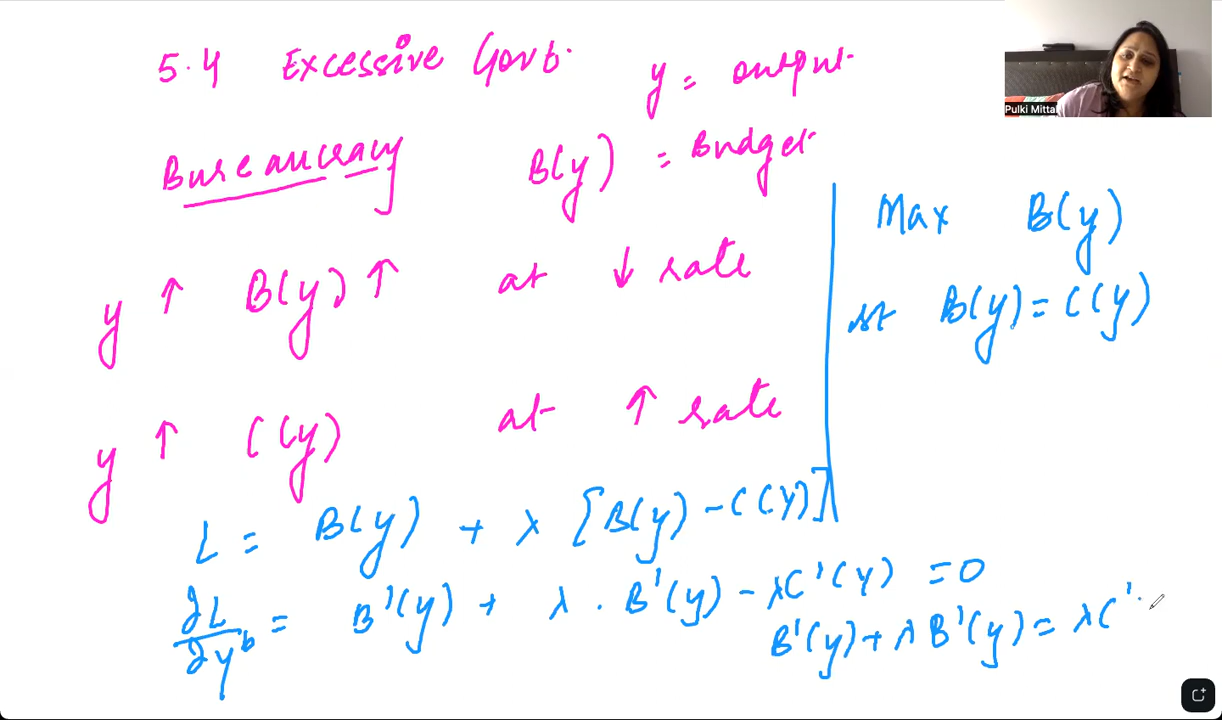 5.4 Excessive Govt.
y = output
Bureaucracy
B(y) = Budget
y ↑ B(y) ↑ at ↓ rate
y ↑ C(y) at ↑ rate
Max B(y)
st B(y) = C(y)
L = B(y) + λ [B(y) - C(y)]
∂L/∂y^b = B'(y) + λ . B'(y) - λC'(y) = 0
B'(y) + λB'(y) = λC'
Pulki Mittal